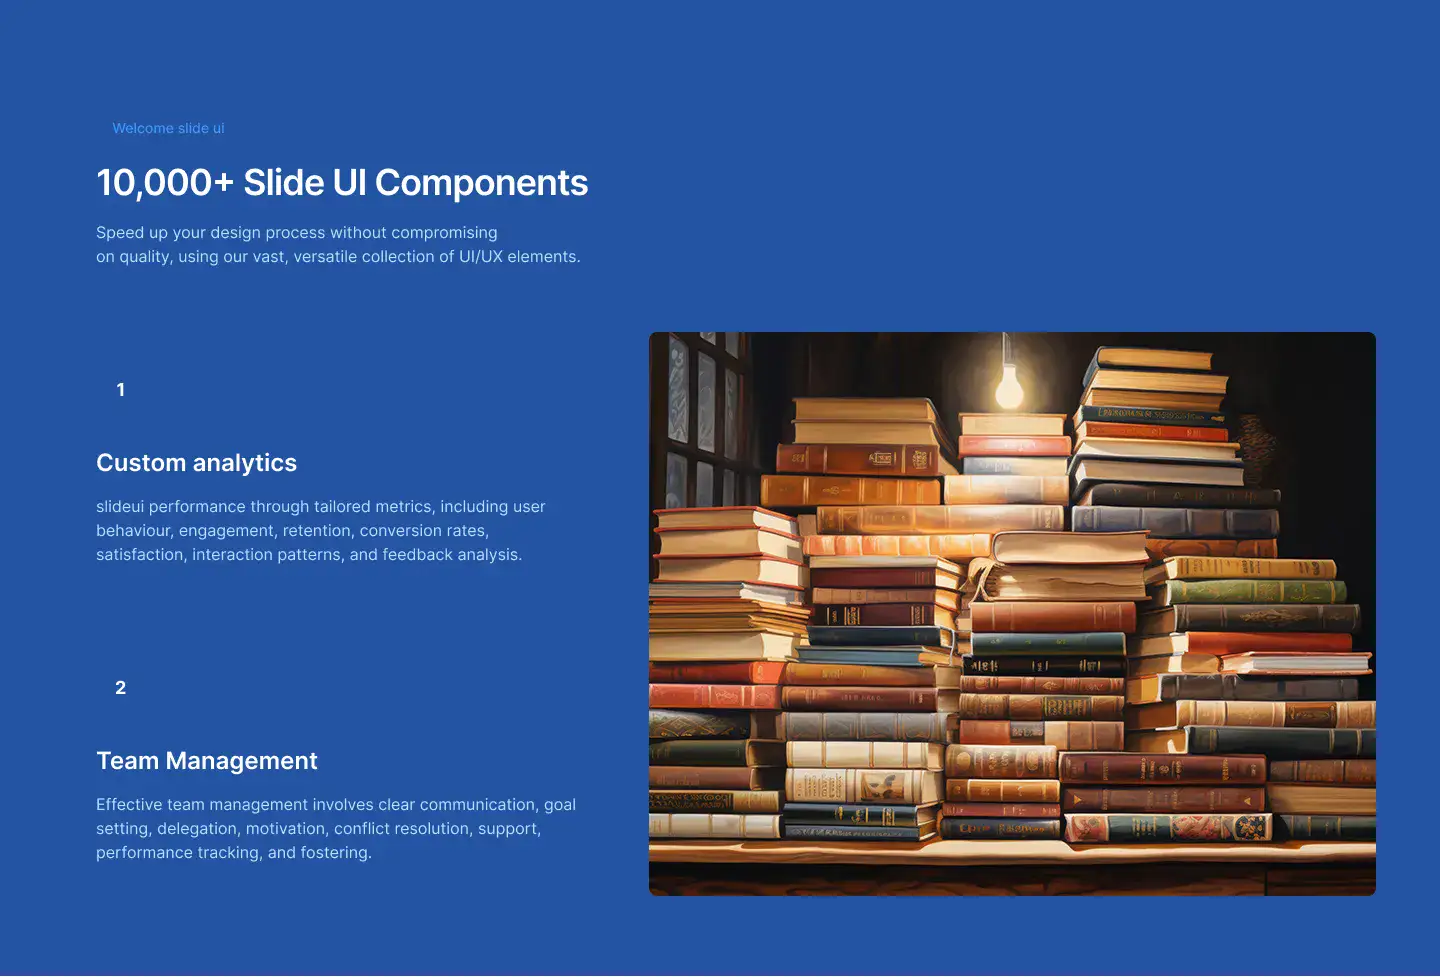 Welcome slide ui
10,000+ Slide UI Components
Speed up your design process without compromising
on quality, using our vast, versatile collection of UI/UX elements.
1
Custom analytics
slideui performance through tailored metrics, including user
behaviour, engagement, retention, conversion rates,
satisfaction, interaction patterns, and feedback analysis.
2
Team Management
Effective team management involves clear communication, goal
setting, delegation, motivation, conflict resolution, support,
performance tracking, and fostering.